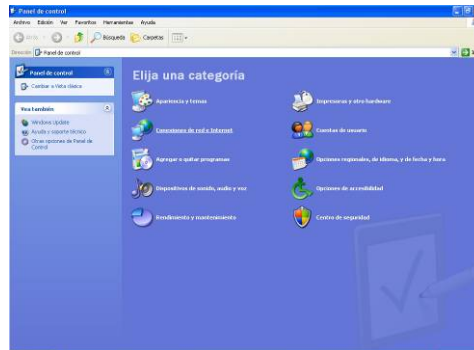 Panel de control
Archivo Edición Ver Favoritos Herramientas Ayuda
Atrás Búsqueda Carpetas
Dirección Panel de control
Panel de control
Cambiar a Vista clásica
Vea también
Windows Update
Ayuda y soporte técnico
Otras opciones de Panel de
Control
Elija una categoría
Apariencia y temas
Impresoras y otro hardware
Conexiones de red e Internet
Cuentas de usuario
Agregar o quitar programas
Opciones regionales, de idioma, y de fecha y hora
Dispositivos de sonido, audio y voz
Opciones de accesibilidad
Rendimiento y mantenimiento
Centro de seguridad